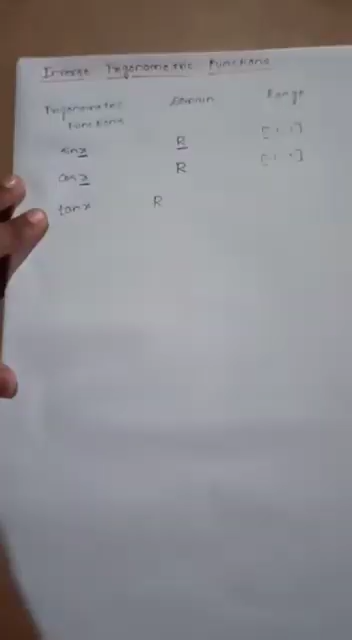 Inverse Trigonometric Functions
Trigonometric Functions Domain Range
sin x R [-1, 1]
cos x R [-1, 1]
tan x R